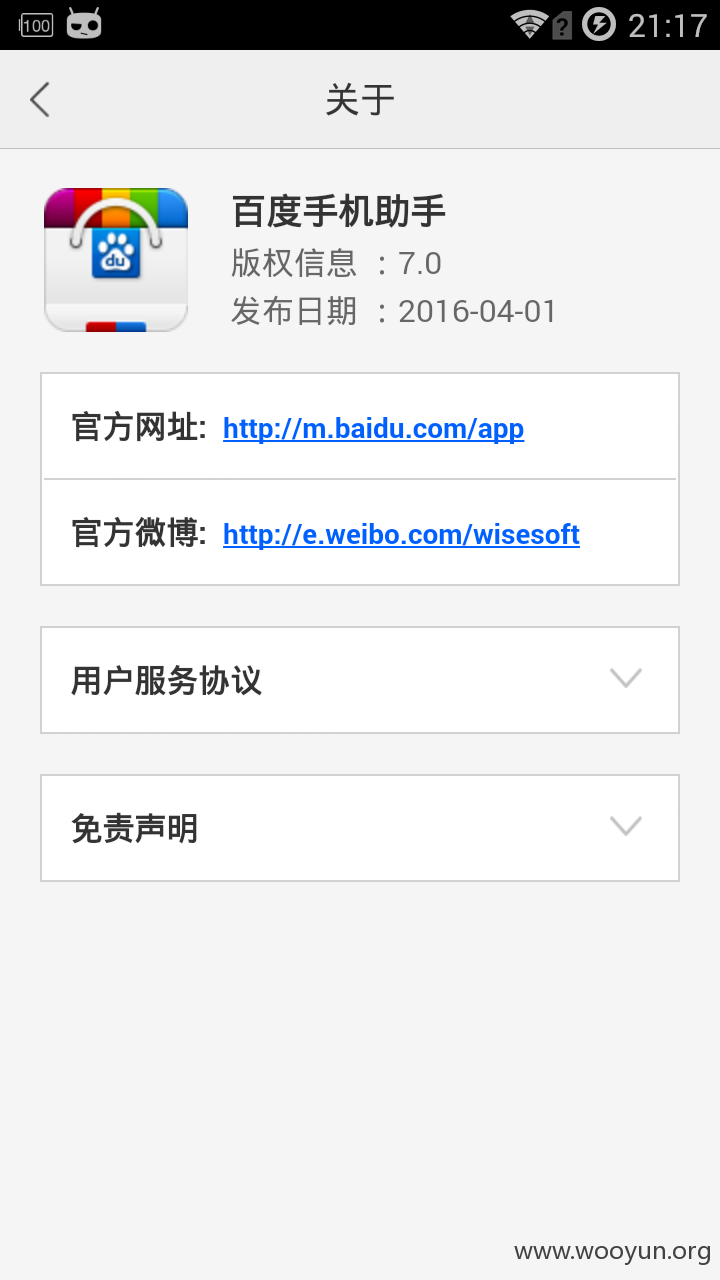 100
21:17
关于
du
百度手机助手
版权信息 : 7.0
发布日期 : 2016-04-01
官方网址: http://m.baidu.com/app
官方微博: http://e.weibo.com/wisesoft
用户服务协议
免责声明
www.wooyun.org